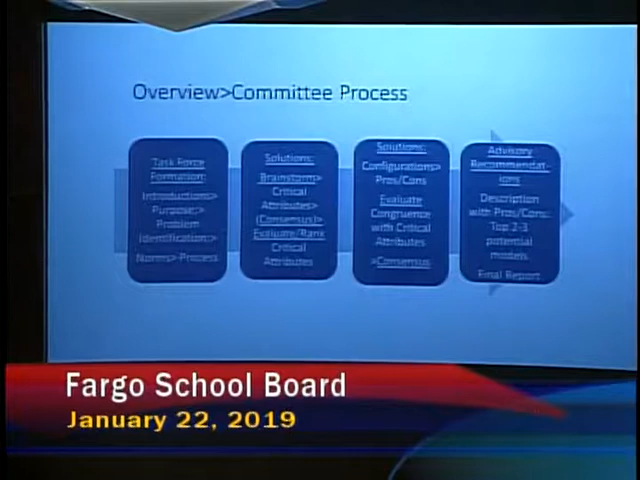 Overview>Committee Process
Task Force
Formation:
Introductions>
Purpose:>
Problem
Identification:>
Norms>Process
Solutions:
Brainstorm>
Critical
Attributes>
(Consensus)>
Evaluate/Rank
Critical
Attributes
Solutions:
Configurations>
Pros/Cons
Evaluate
Congruence
with Critical
Attributes
>Consensus
Advisory
Recommendat-
ions
Description
with Pros/Cons:
Top 2-3
potential
models.
Final Report
Fargo School Board
January 22, 2019